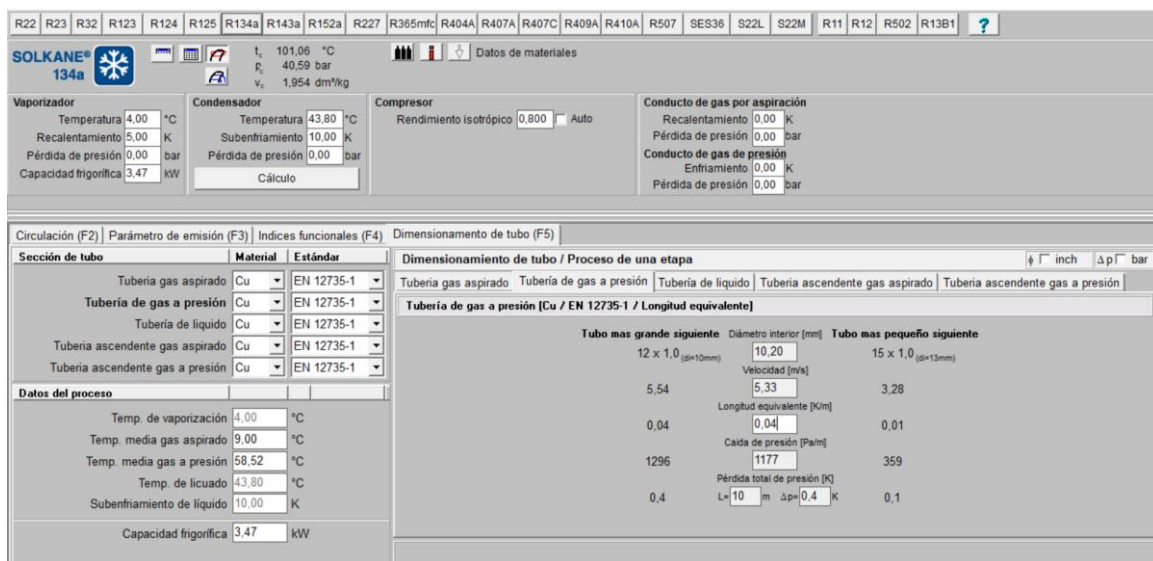 R22 R23 R32 R123 R124 R125 R134a R143a R152a R227 R365mfc R404A R407A R407C R409A R410A R507 SES36 S22L S22M R11 R12 R502 R13B1 ?
SOLKANE® 134a
tc 101,06 °C
pc 40,59 bar
vc 1,954 dm³/kg
Datos de materiales
Vaporizador
Temperatura 4,00 °C
Recalentamiento 5,00 K
Pérdida de presión 0,00 bar
Capacidad frigorífica 3,47 kW
Condensador
Temperatura 43,80 °C
Subenfriamiento 10,00 K
Pérdida de presión 0,00 bar
Cálculo
Compresor
Rendimiento isotrópico 0,800 Auto
Conducto de gas por aspiración
Recalentamiento 0,00 K
Pérdida de presión 0,00 bar
Conducto de gas de presión
Enfriamiento 0,00 K
Pérdida de presión 0,00 bar
Circulación (F2) Parámetro de emisión (F3) Indices funcionales (F4) Dimensionamento de tubo (F5)
Sección de tubo Material Estándar
Tuberia gas aspirado Cu EN 12735-1
Tubería de gas a presión Cu EN 12735-1
Tubería de liquido Cu EN 12735-1
Tuberia ascendente gas aspirado Cu EN 12735-1
Tuberia ascendente gas a presión Cu EN 12735-1
Datos del proceso
Temp. de vaporización 4,00 °C
Temp. media gas aspirado 9,00 °C
Temp. media gas a presión 58,52 °C
Temp. de licuado 43,80 °C
Subenfriamiento de líquido 10,00 K
Capacidad frigorífica 3,47 kW
Dimensionamiento de tubo / Proceso de una etapa ϕ inch Δp bar
Tuberia gas aspirado Tubería de gas a presión Tubería de liquido Tuberia ascendente gas aspirado Tuberia ascendente gas a presión
Tubería de gas a presión [Cu / EN 12735-1 / Longitud equivalente]
Tubo mas grande siguiente Diámetro interior [mm] Tubo mas pequeño siguiente
12 x 1,0 (di=10mm) 10,20 15 x 1,0 (di=13mm)
Velocidad [m/s]
5,54 5,33 3,28
Longitud equivalente [K/m]
0,04 0,04 0,01
Caida de presión [Pa/m]
1296 1177 359
Pérdida total de presión [K]
0,4 L= 10 m Δp= 0,4 K 0,1